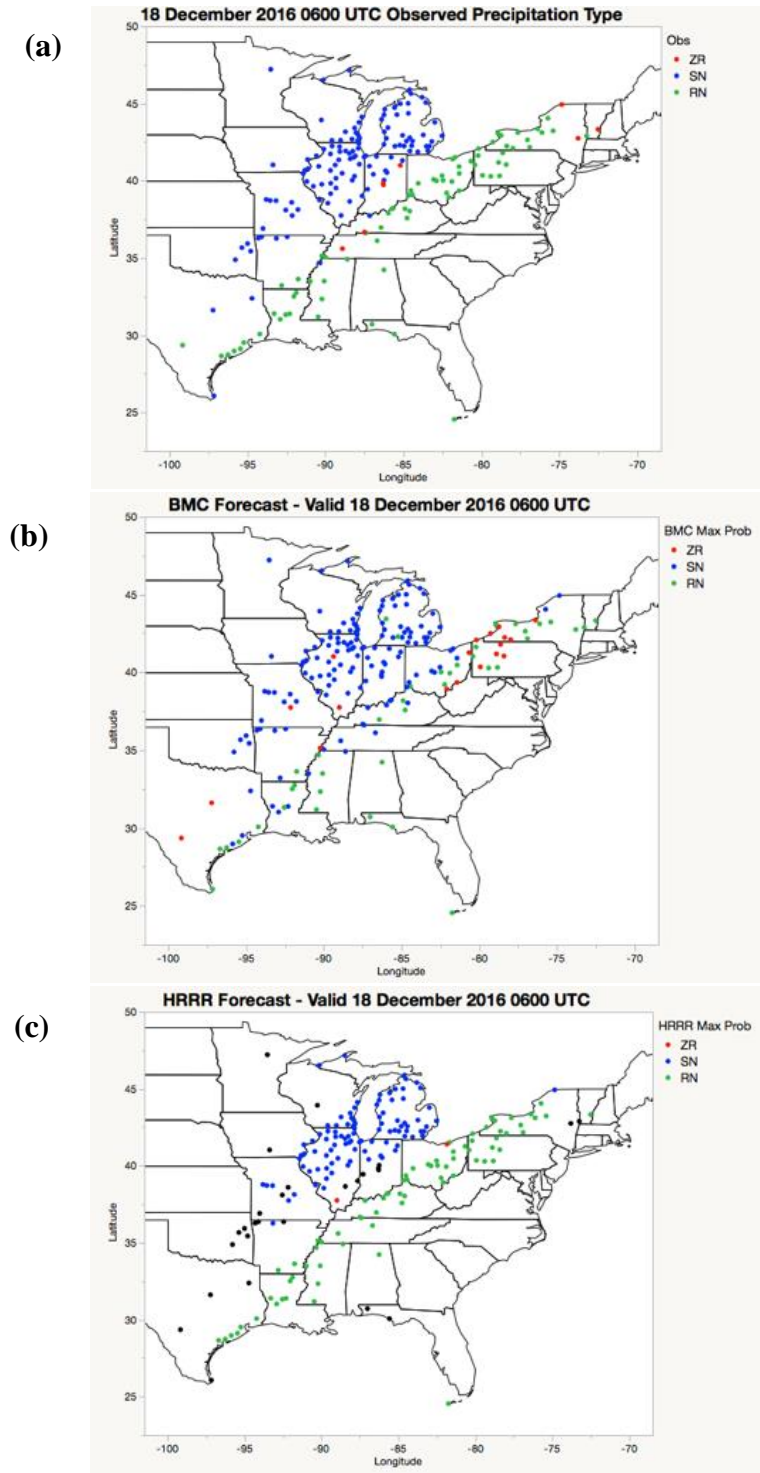 (a)
18 December 2016 0600 UTC Observed Precipitation Type
Obs
ZR
SN
RN
50
45
40
35
30
25
Latitude
-100 -95 -90 -85 -80 -75 -70
Longitude
(b)
BMC Forecast - Valid 18 December 2016 0600 UTC
BMC Max Prob
ZR
SN
RN
50
45
40
35
30
25
Latitude
-100 -95 -90 -85 -80 -75 -70
Longitude
(c)
HRRR Forecast - Valid 18 December 2016 0600 UTC
HRRR Max Prob
ZR
SN
RN
50
45
40
35
30
25
Latitude
-100 -95 -90 -85 -80 -75 -70
Longitude